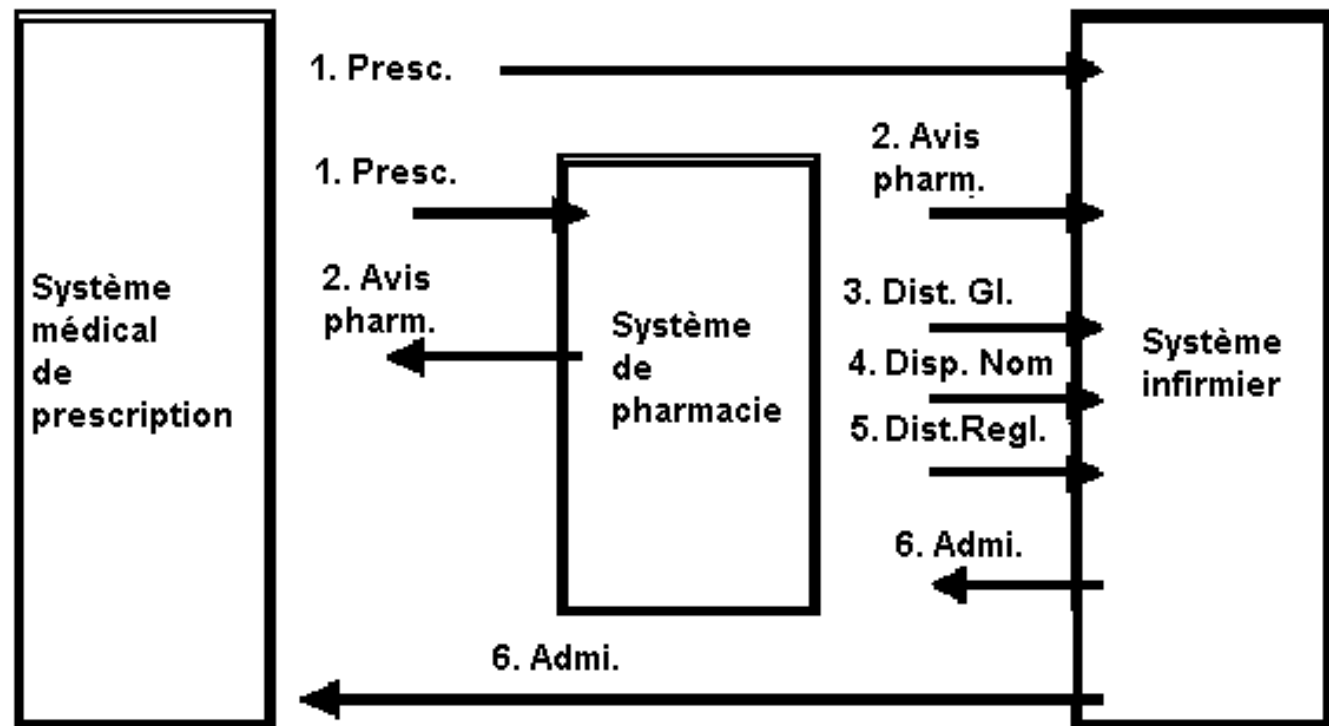 1. Presc.
2. Avis
pharm.
1. Presc.
2. Avis
pharm.
Système
médical
de
prescription
Système
de
pharmacie
3. Dist. Gl.
4. Disp. Nom
5. Dist.Regl.
Système
infirmier
6. Admi.
6. Admi.